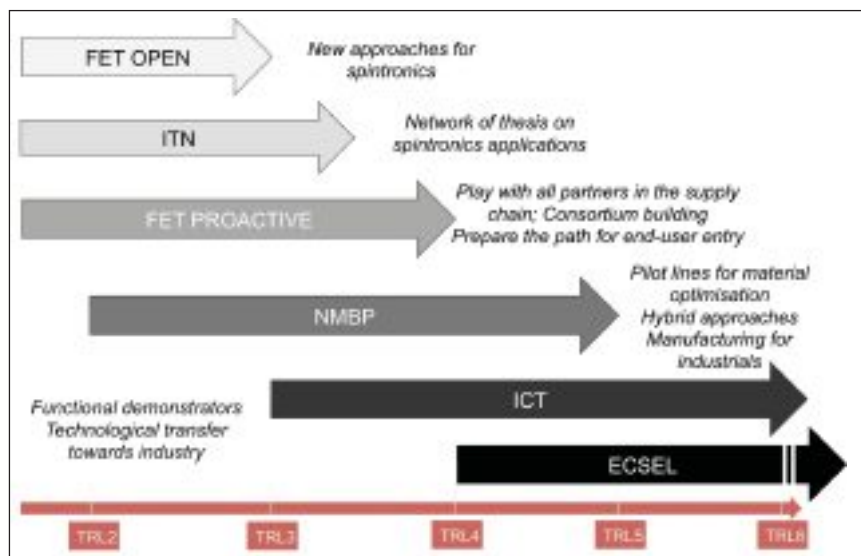 FET OPEN
New approaches for
spintronics
ITN
Network of thesis on
spintronics applications
FET PROACTIVE
Play with all partners in the supply
chain; Consortium building
Prepare the path for end-user entry
NMBP
Pilot lines for material
optimisation
Hybrid approaches
Manufacturing for
industrials
ICT
Functional demonstrators
Technological transfer
towards industry
ECSEL
TRL2
TRL3
TRL4
TRL5
TRL8